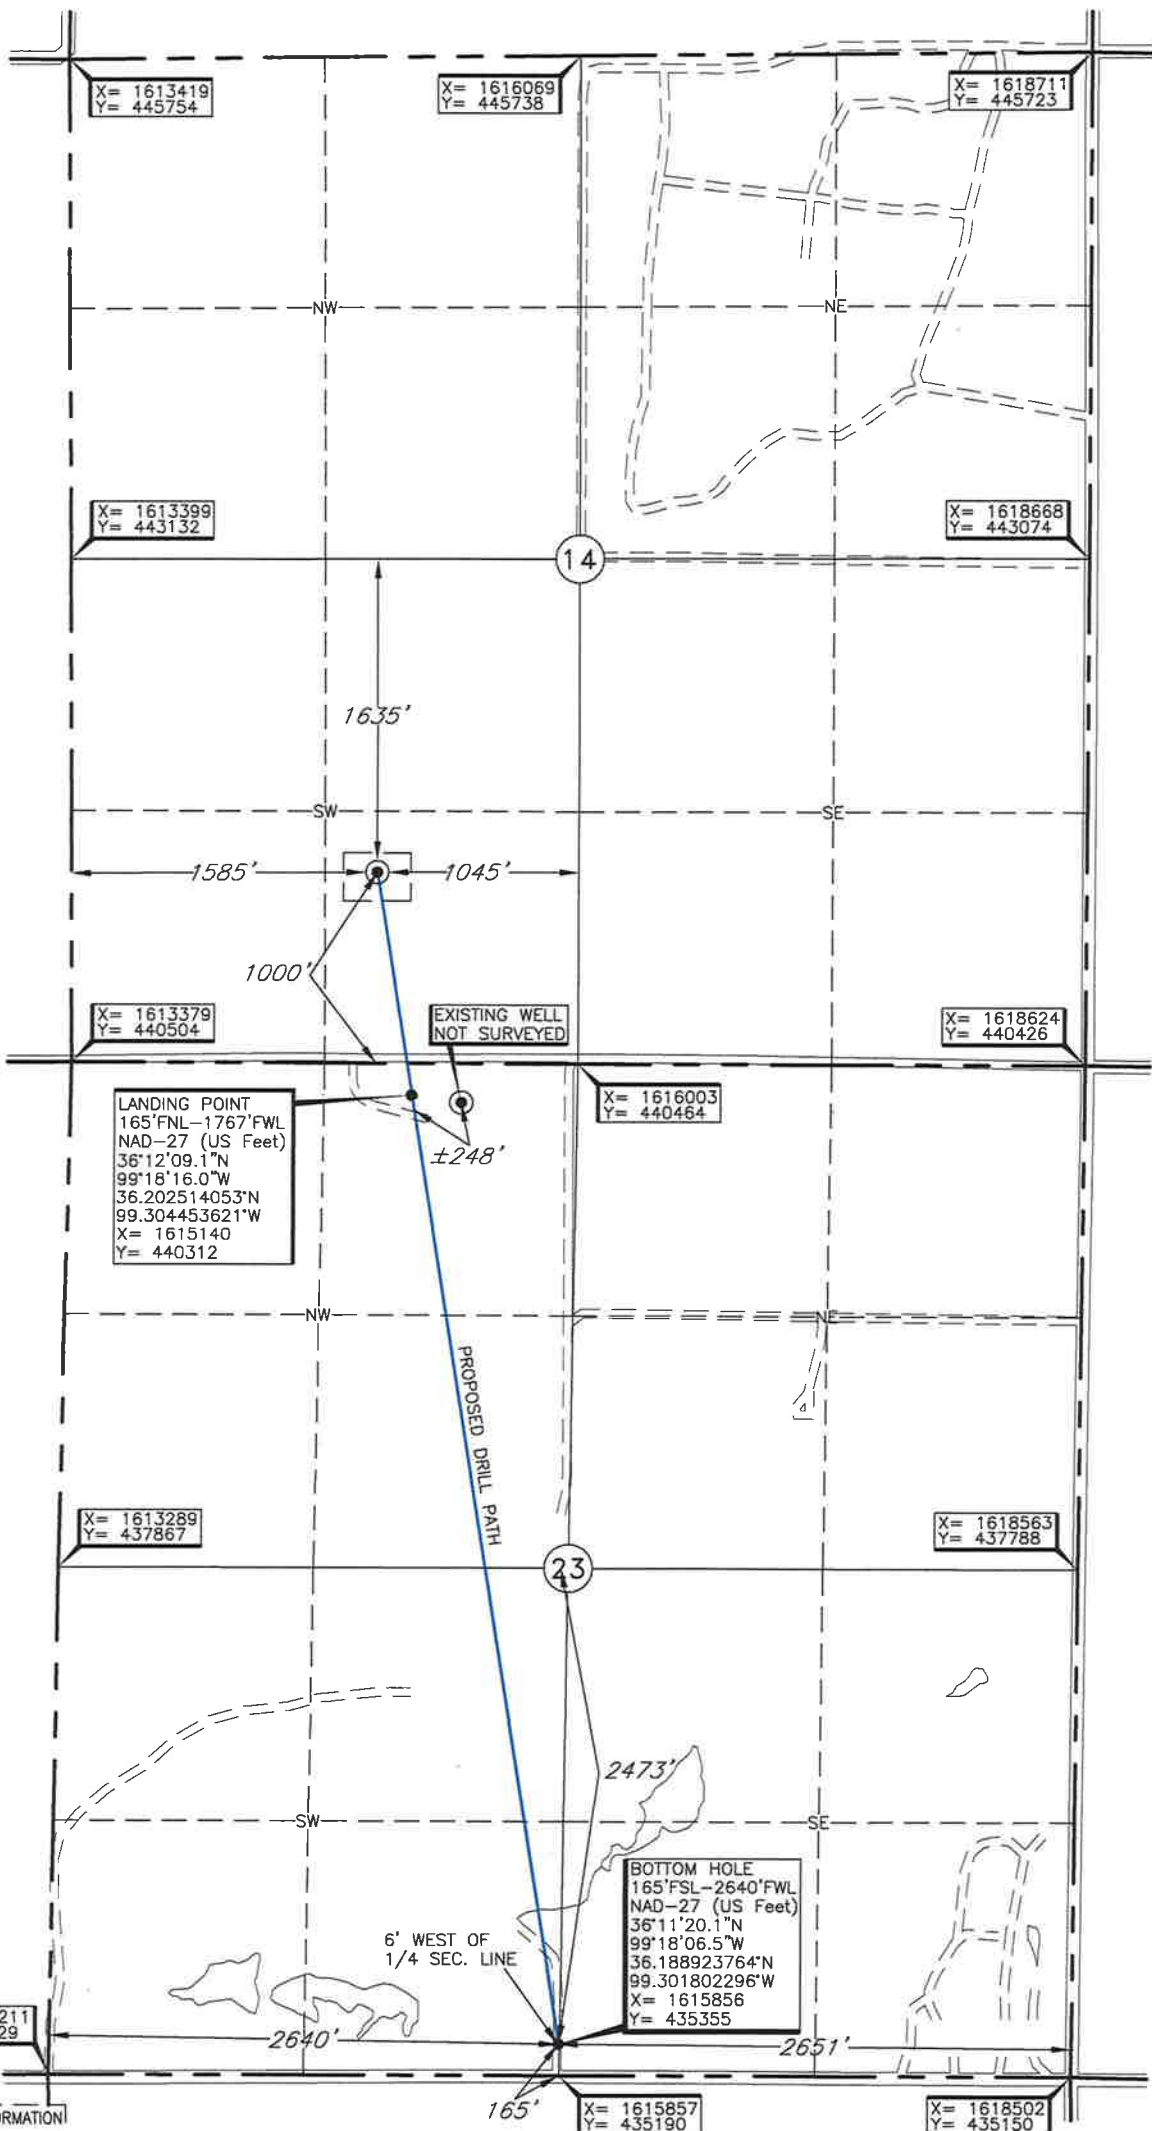 X= 1613419
Y= 445754
X= 1616069
Y= 445738
X= 1618711
Y= 445723
NW
NE
X= 1613399
Y= 443132
X= 1618668
Y= 443074
14
1635'
SW
SE
1585'
1045'
1000'
X= 1613379
Y= 440504
EXISTING WELL
NOT SURVEYED
X= 1618624
Y= 440426
X= 1616003
Y= 440464
LANDING POINT
165'FNL-1767'FWL
NAD-27 (US Feet)
36°12'09.1"N
99°18'16.0"W
36.202514053°N
99.304453621°W
X= 1615140
Y= 440312
±248'
NW
NE
PROPOSED DRILL PATH
X= 1613289
Y= 437867
X= 1618563
Y= 437788
23
2473'
SW
SE
BOTTOM HOLE
165'FSL-2640'FWL
NAD-27 (US Feet)
36°11'20.1"N
99°18'06.5"W
36.188923764°N
99.301802296°W
X= 1615856
Y= 435355
6' WEST OF
1/4 SEC. LINE
211
29
2640'
2651'
165'
X= 1615857
Y= 435190
X= 1618502
Y= 435150
ORMATION